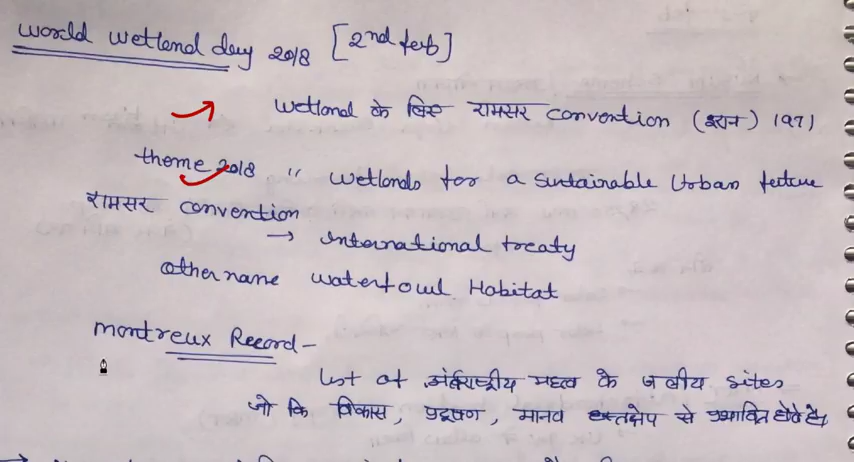 World wetland day 2018 [2nd feb]
wetland के लिए रामसर convention (इरान) 1971
theme 2018 " Wetlands for a sustainable Urban future
रामसर convention
→ International treaty
other name Waterfowl Habitat
Montreux Record -
list of अंर्तराष्ट्रीय महत्व के जलीय sites
जो कि विकास, प्रदूषण, मानव हस्तक्षेप से प्रभावित होते है,